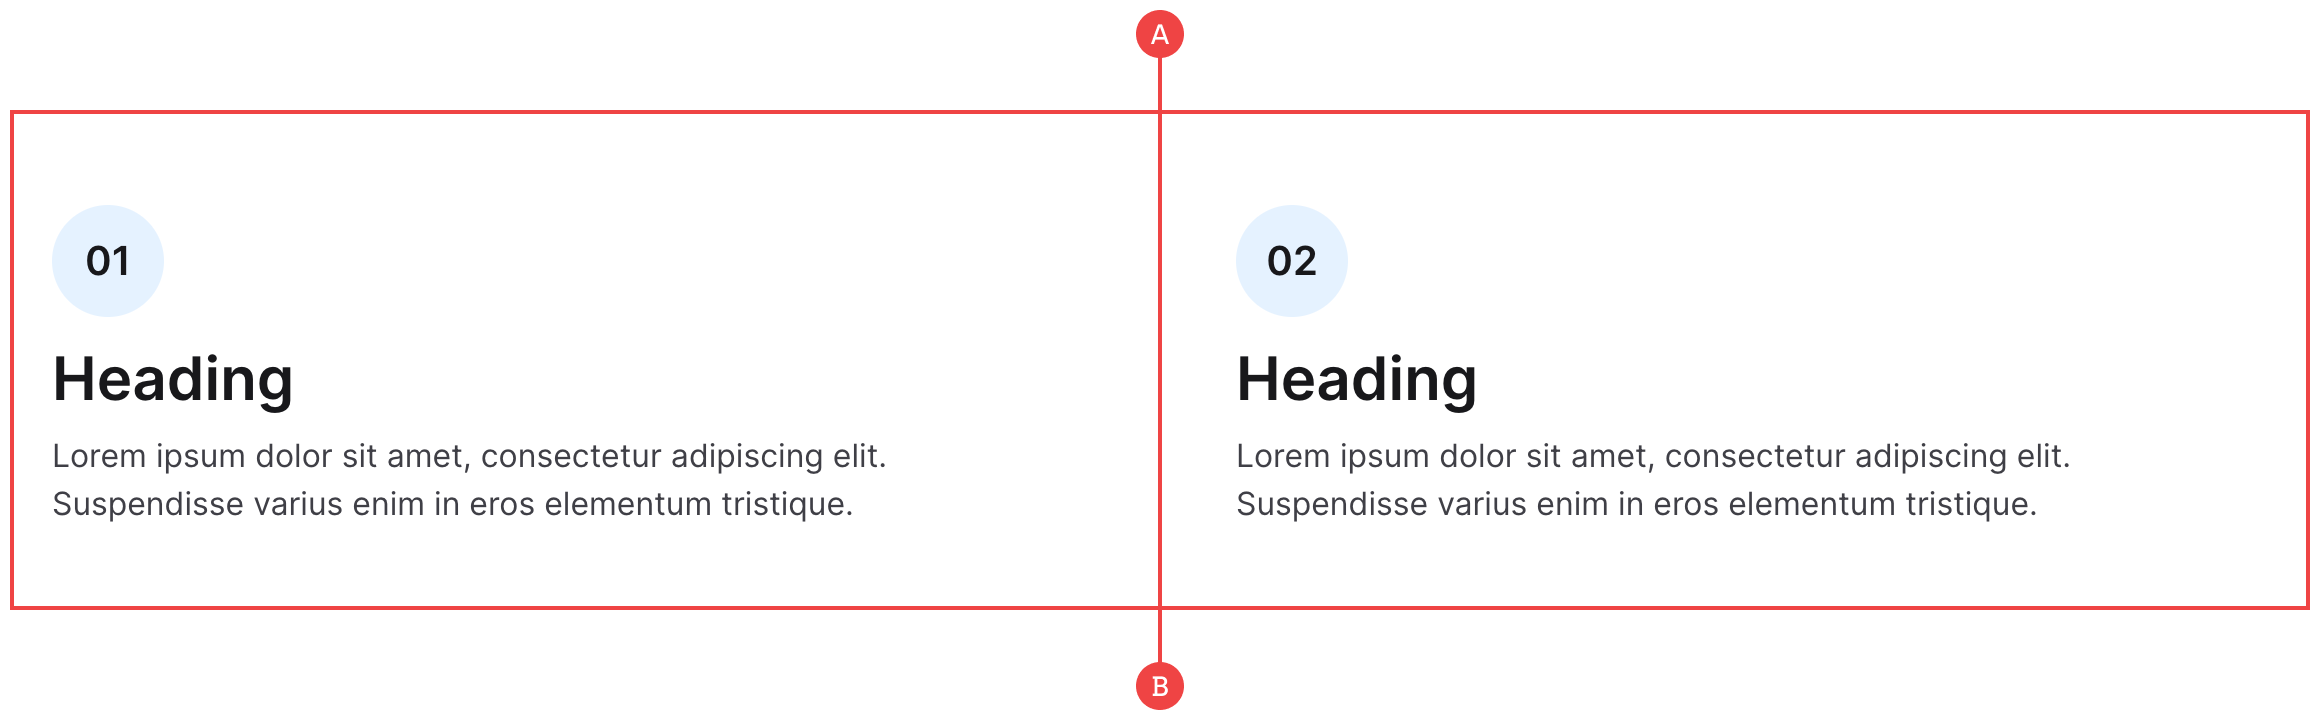 A
01
Heading
Lorem ipsum dolor sit amet, consectetur adipiscing elit.
Suspendisse varius enim in eros elementum tristique.
02
Heading
Lorem ipsum dolor sit amet, consectetur adipiscing elit.
Suspendisse varius enim in eros elementum tristique.
B